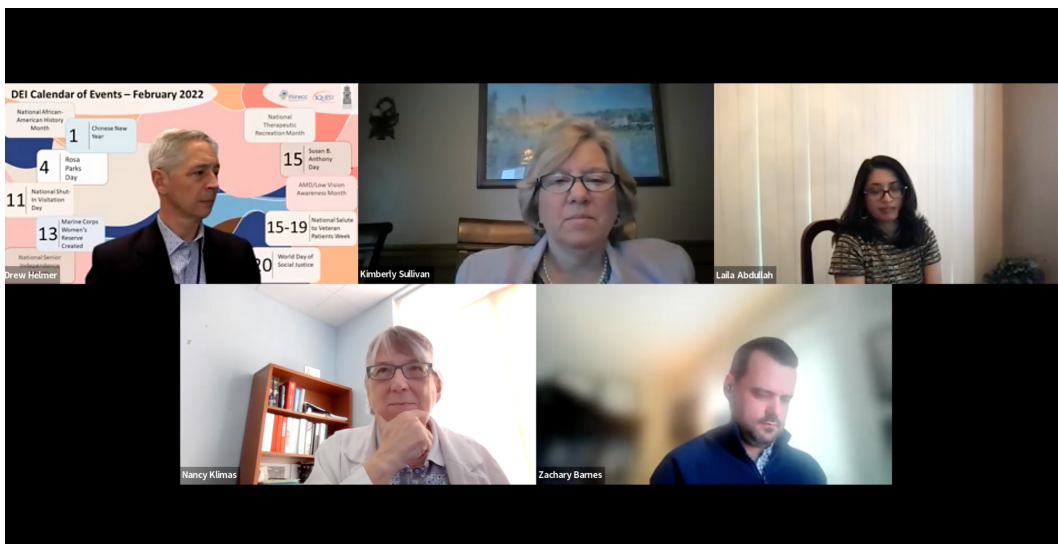 DEI Calendar of Events – February 2022
National African-
American History
Month
1
Chinese New
Year
National
Therapeutic
Recreation Month
4
Rosa
Parks
Day
15
Susan B.
Anthony
Day
AMD/Low Vision
Awareness Month
11
National Shut-
In Visitation
Day
13
Marine Corps
Women's
Reserve
Created
15-19
National Salute
to Veteran
Patients Week
National Senior
Independence
20
World Day of
Social Justice
Drew Helmer
Kimberly Sullivan
Laila Abdullah
Nancy Klimas
Zachary Barnes